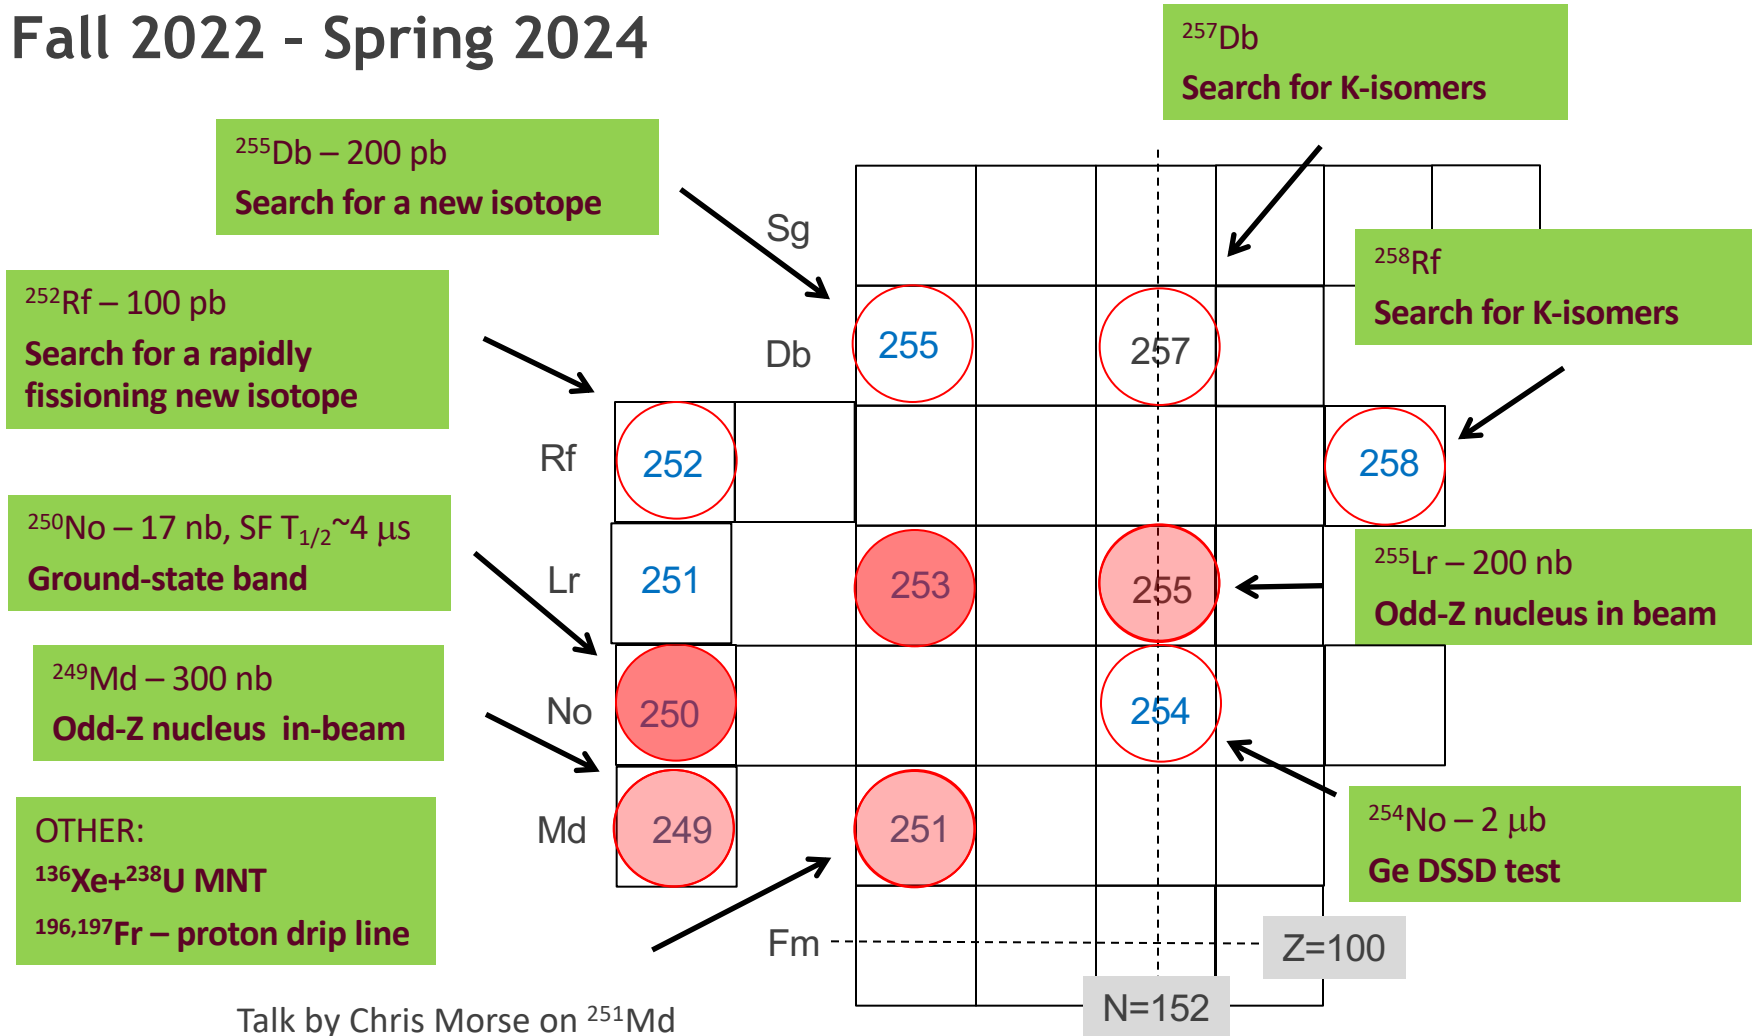 Fall 2022 - Spring 2024
²⁵⁷Db
Search for K-isomers
²⁵⁵Db – 200 pb
Search for a new isotope
Sg
²⁵⁸Rf
Search for K-isomers
²⁵²Rf – 100 pb
Search for a rapidly
fissioning new isotope
Db
255
257
Rf
252
258
²⁵⁰No – 17 nb, SF T₁/₂~4 μs
Ground-state band
Lr
251
253
255
²⁵⁵Lr – 200 nb
Odd-Z nucleus in beam
²⁴⁹Md – 300 nb
Odd-Z nucleus in-beam
No
250
254
Md
249
251
²⁵⁴No – 2 μb
Ge DSSD test
OTHER:
¹³⁶Xe+²³⁸U MNT
¹⁹⁶,¹⁹⁷Fr – proton drip line
Fm
Z=100
N=152
Talk by Chris Morse on ²⁵¹Md